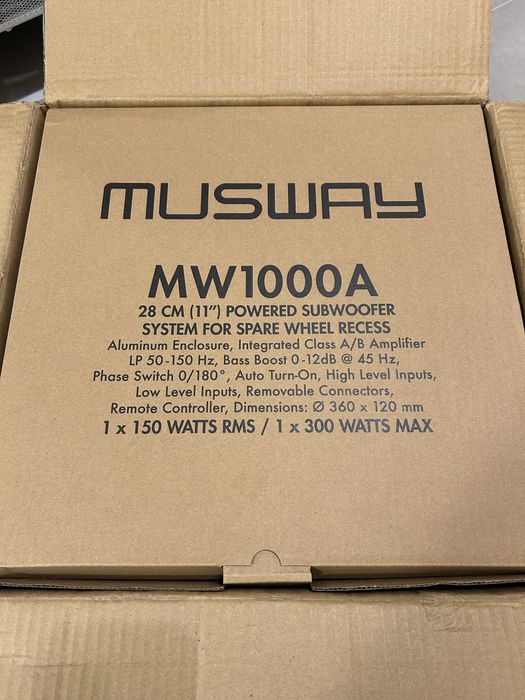 MUSWAY
MW1000A
28 CM (11") POWERED SUBWOOFER
SYSTEM FOR SPARE WHEEL RECESS
Aluminum Enclosure, Integrated Class A/B Amplifier
LP 50-150 Hz, Bass Boost 0-12dB @ 45 Hz,
Phase Switch 0/180°, Auto Turn-On, High Level Inputs,
Low Level Inputs, Removable Connectors,
Remote Controller, Dimensions: Ø 360 x 120 mm
1 x 150 WATTS RMS / 1 x 300 WATTS MAX